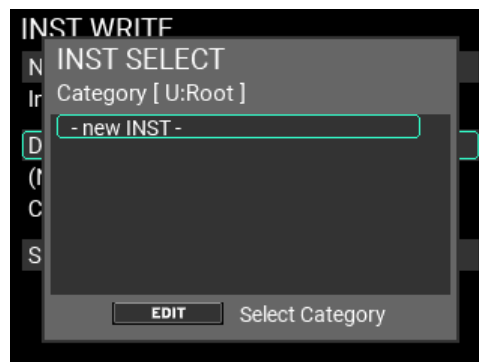 INST WRITE
INST SELECT
Category [ U:Root ]
- new INST -
EDIT Select Category